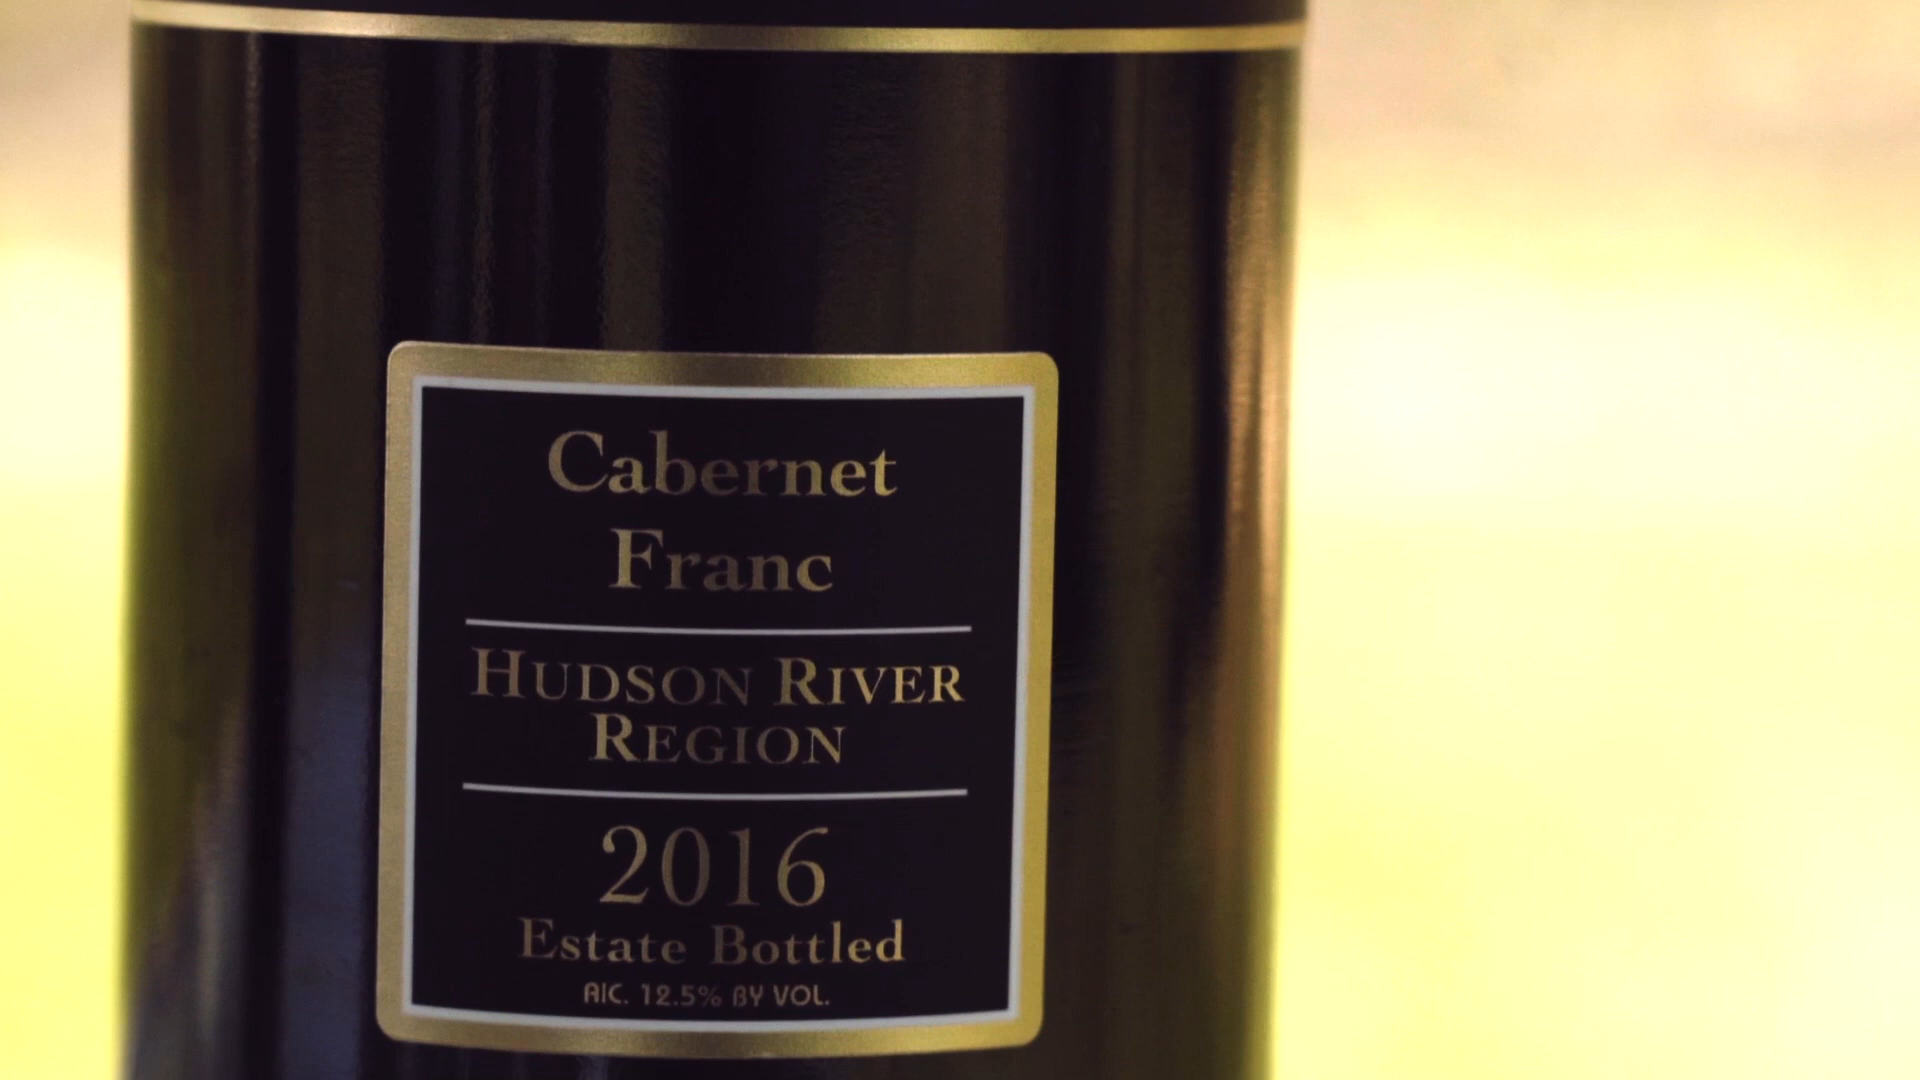 Cabernet
Franc
HUDSON RIVER
REGION
2016
Estate Bottled
Alc. 12.5% BY VOL.